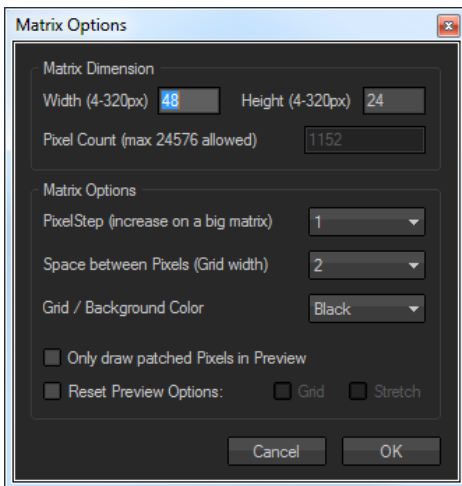 Matrix Options
Matrix Dimension
Width (4-320px) 48 Height (4-320px) 24
Pixel Count (max 24576 allowed) 1152
Matrix Options
PixelStep (increase on a big matrix) 1
Space between Pixels (Grid width) 2
Grid / Background Color Black
Only draw patched Pixels in Preview
Reset Preview Options: Grid Stretch
Cancel OK